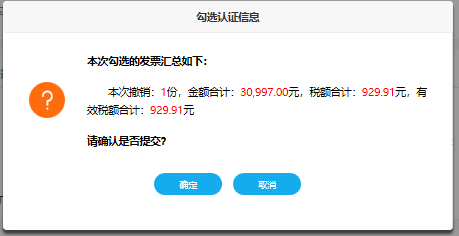 勾选认证信息
本次勾选的发票汇总如下：
本次撤销：1份，金额合计：30,997.00元，税额合计：929.91元，有
效税额合计：929.91元
请确认是否提交？
确定 取消